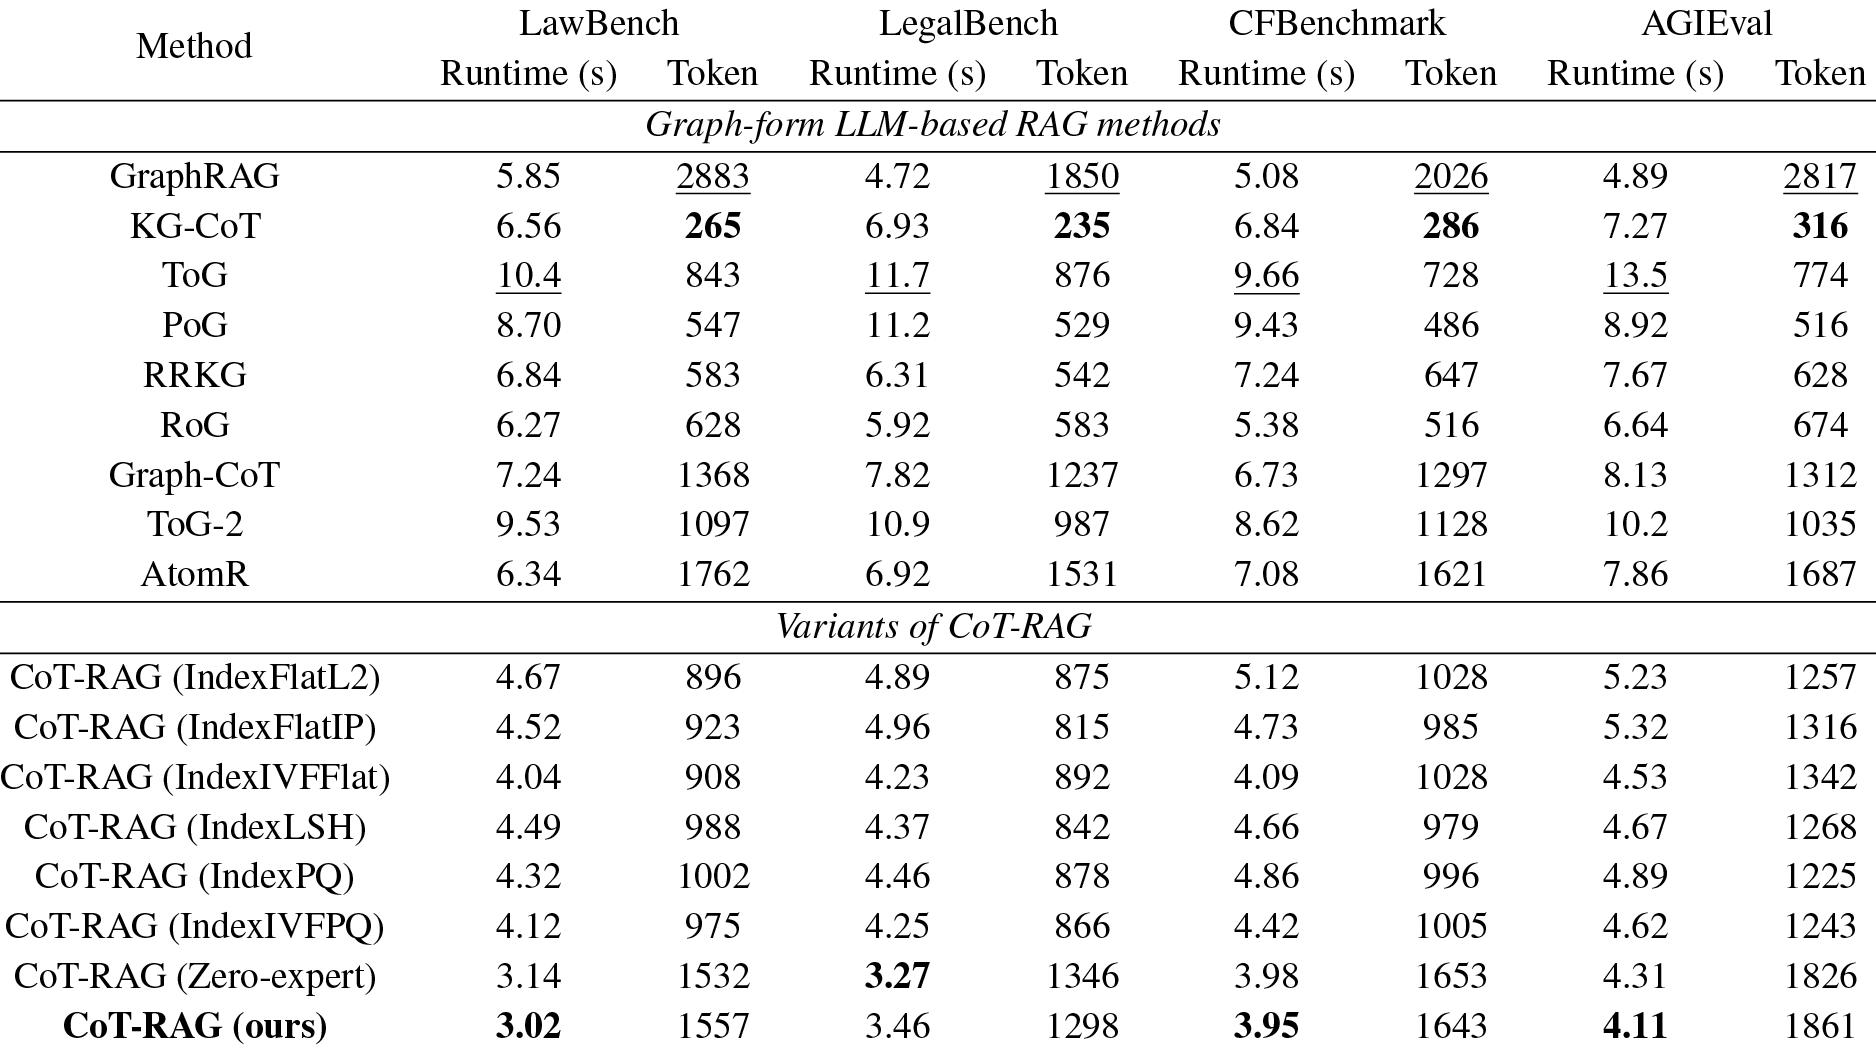 Method LawBench LegalBench CFBenchmark AGIEval
Runtime (s) Token Runtime (s) Token Runtime (s) Token Runtime (s) Token
Graph-form LLM-based RAG methods
GraphRAG 5.85 2883 4.72 1850 5.08 2026 4.89 2817
KG-CoT 6.56 265 6.93 235 6.84 286 7.27 316
ToG 10.4 843 11.7 876 9.66 728 13.5 774
PoG 8.70 547 11.2 529 9.43 486 8.92 516
RRKG 6.84 583 6.31 542 7.24 647 7.67 628
RoG 6.27 628 5.92 583 5.38 516 6.64 674
Graph-CoT 7.24 1368 7.82 1237 6.73 1297 8.13 1312
ToG-2 9.53 1097 10.9 987 8.62 1128 10.2 1035
AtomR 6.34 1762 6.92 1531 7.08 1621 7.86 1687
Variants of CoT-RAG
CoT-RAG (IndexFlatL2) 4.67 896 4.89 875 5.12 1028 5.23 1257
CoT-RAG (IndexFlatIP) 4.52 923 4.96 815 4.73 985 5.32 1316
CoT-RAG (IndexIVFFlat) 4.04 908 4.23 892 4.09 1028 4.53 1342
CoT-RAG (IndexLSH) 4.49 988 4.37 842 4.66 979 4.67 1268
CoT-RAG (IndexPQ) 4.32 1002 4.46 878 4.86 996 4.89 1225
CoT-RAG (IndexIVFPQ) 4.12 975 4.25 866 4.42 1005 4.62 1243
CoT-RAG (Zero-expert) 3.14 1532 3.27 1346 3.98 1653 4.31 1826
CoT-RAG (ours) 3.02 1557 3.46 1298 3.95 1643 4.11 1861